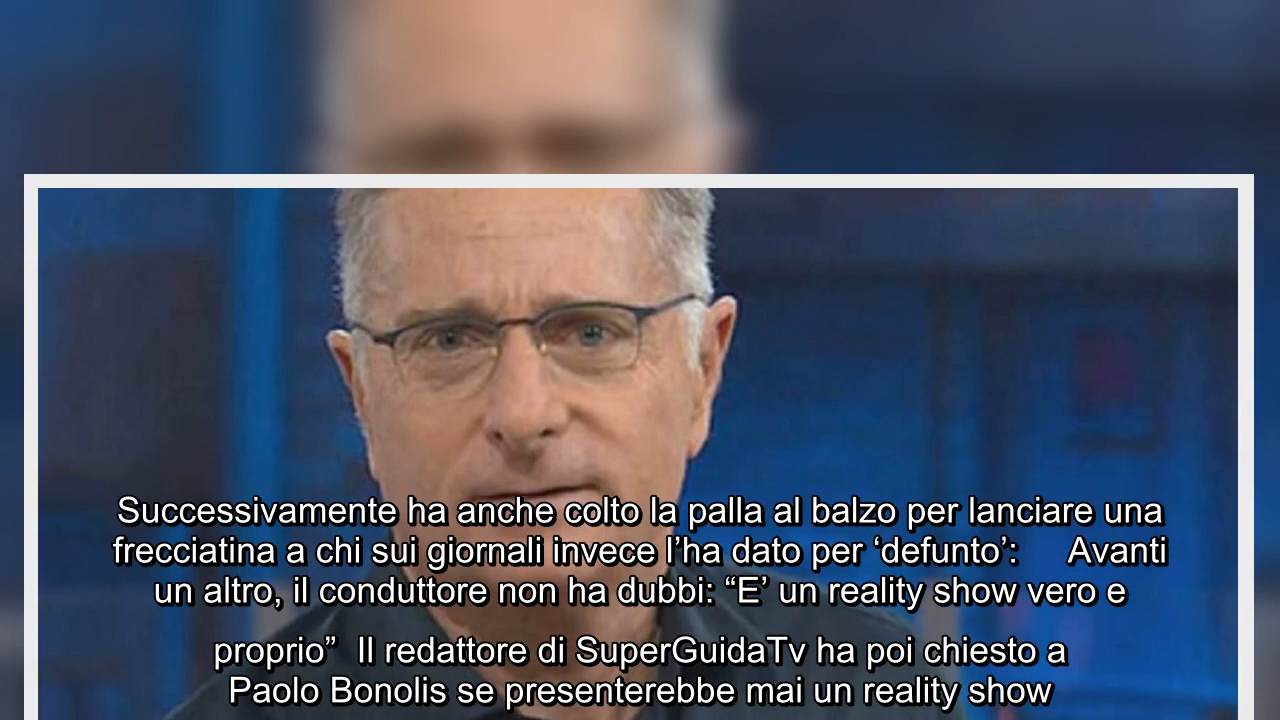 Successivamente ha anche colto la palla al balzo per lanciare una
frecciatina a chi sui giornali invece l’ha dato per ‘defunto’: Avanti
un altro, il conduttore non ha dubbi: “E’ un reality show vero e
proprio” Il redattore di SuperGuidaTv ha poi chiesto a
Paolo Bonolis se presenterebbe mai un reality show